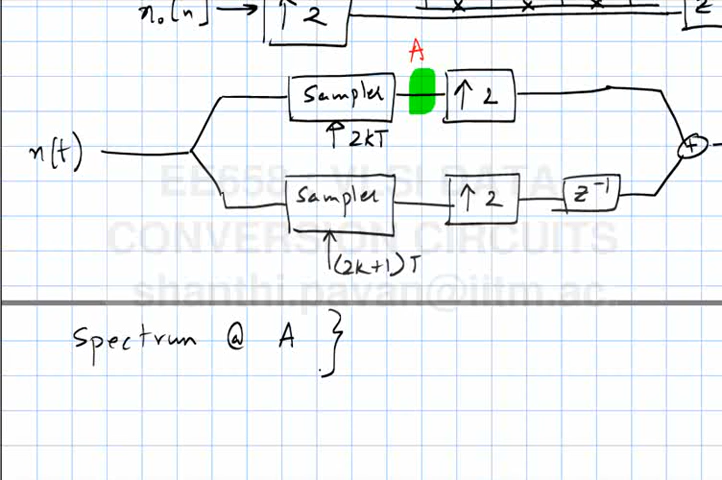 x₀[n] → ↑2 z
A
Sampler ↑2
↑2kT
x(t) +
Sampler ↑2 z⁻¹
↑(2k+1)T
EE658 - VLSI DATA
CONVERSION CIRCUITS
shanthi.pavan@iitm.ac.
Spectrum @ A }